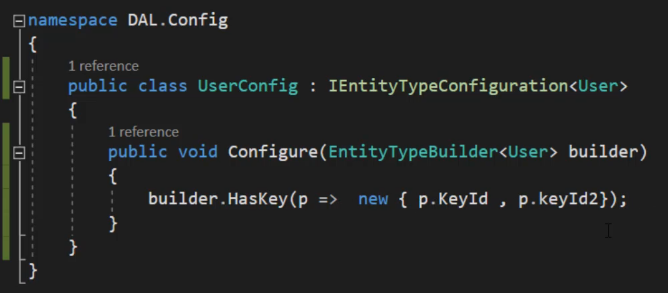 namespace DAL.Config
{
1 reference
public class UserConfig : IEntityTypeConfiguration<User>
{
1 reference
public void Configure(EntityTypeBuilder<User> builder)
{
builder.HasKey(p =>  new { p.KeyId , p.keyId2});
}
}
}